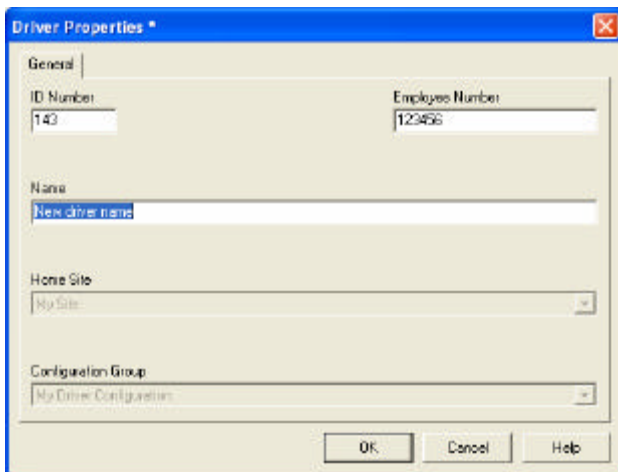 Driver Properties *
General
ID Number
Employee Number
143
123456
Name
New driver name
Home Site
My Site
Configuration Group
My Driver Configuration
OK
Cancel
Help